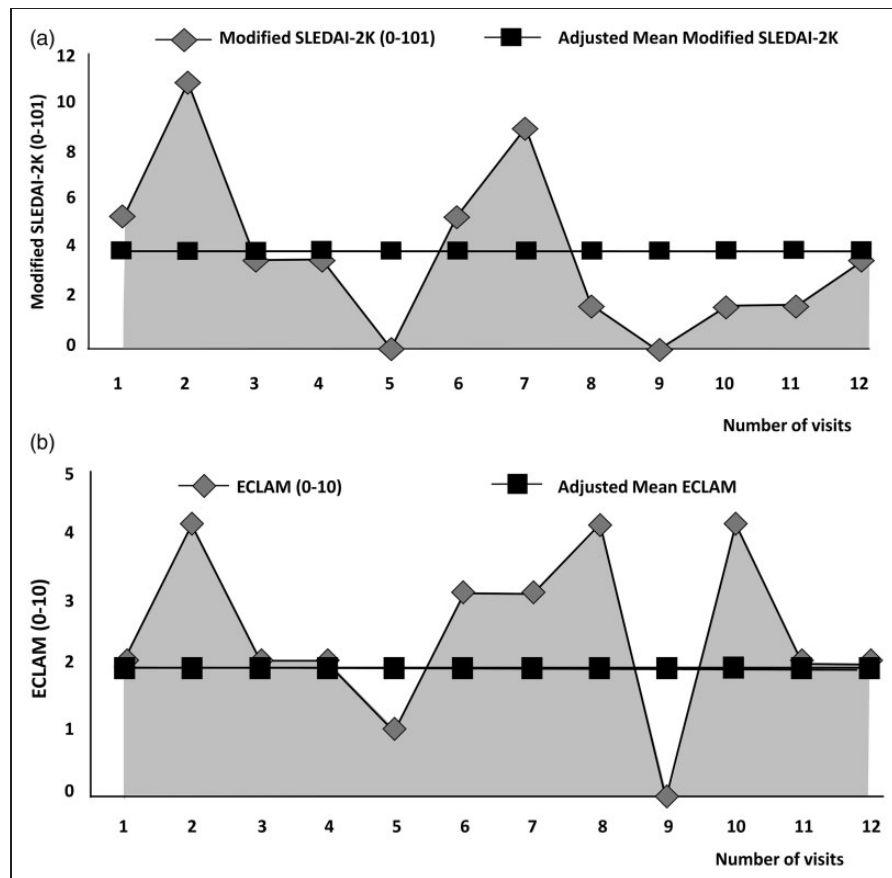 (a)
Modified SLEDAI-2K (0-101)
Adjusted Mean Modified SLEDAI-2K
Modified SLEDAI-2K (0-101)
12
10
8
6
4
2
0
1 2 3 4 5 6 7 8 9 10 11 12
Number of visits
(b)
ECLAM (0-10)
Adjusted Mean ECLAM
ECLAM (0-10)
5
4
3
2
1
0
1 2 3 4 5 6 7 8 9 10 11 12
Number of visits